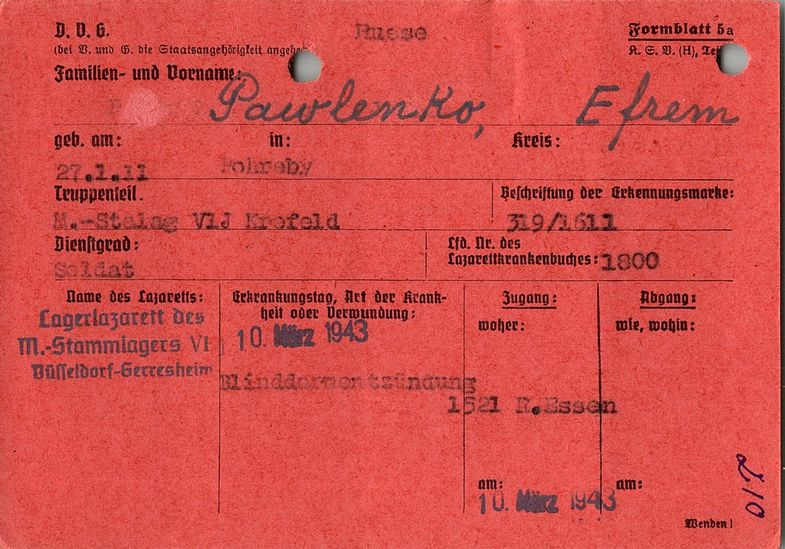 D. V. G. Russe Formblatt 5a
(bei V. und G. die Staatsangehörigkeit angeben K. S. V. (H), Teil
Familien- und Vorname:
Pawlenko, Efrem
geb. am: in: Kreis:
27.1.11 Pohreby
Truppenteil. Beschriftung der Erkennungsmarke:
M.-Stalag VIJ Krefeld 319/1611
Dienstgrad: Lfd. Nr. des
Soldat Lazarettkrankenbuches: 1800
Name des Lazaretts: Erkrankungstag, Art der Krank- Zugang: Abgang:
heit oder Verwundung: woher: wie, wohin:
Lagerlazarett des
M.-Stammlagers VI
Düsseldorf-Gerresheim
10. März 1943
Blinddarmentzündung
1521 R.Essen
am: am:
10. März 1943
Wenden!